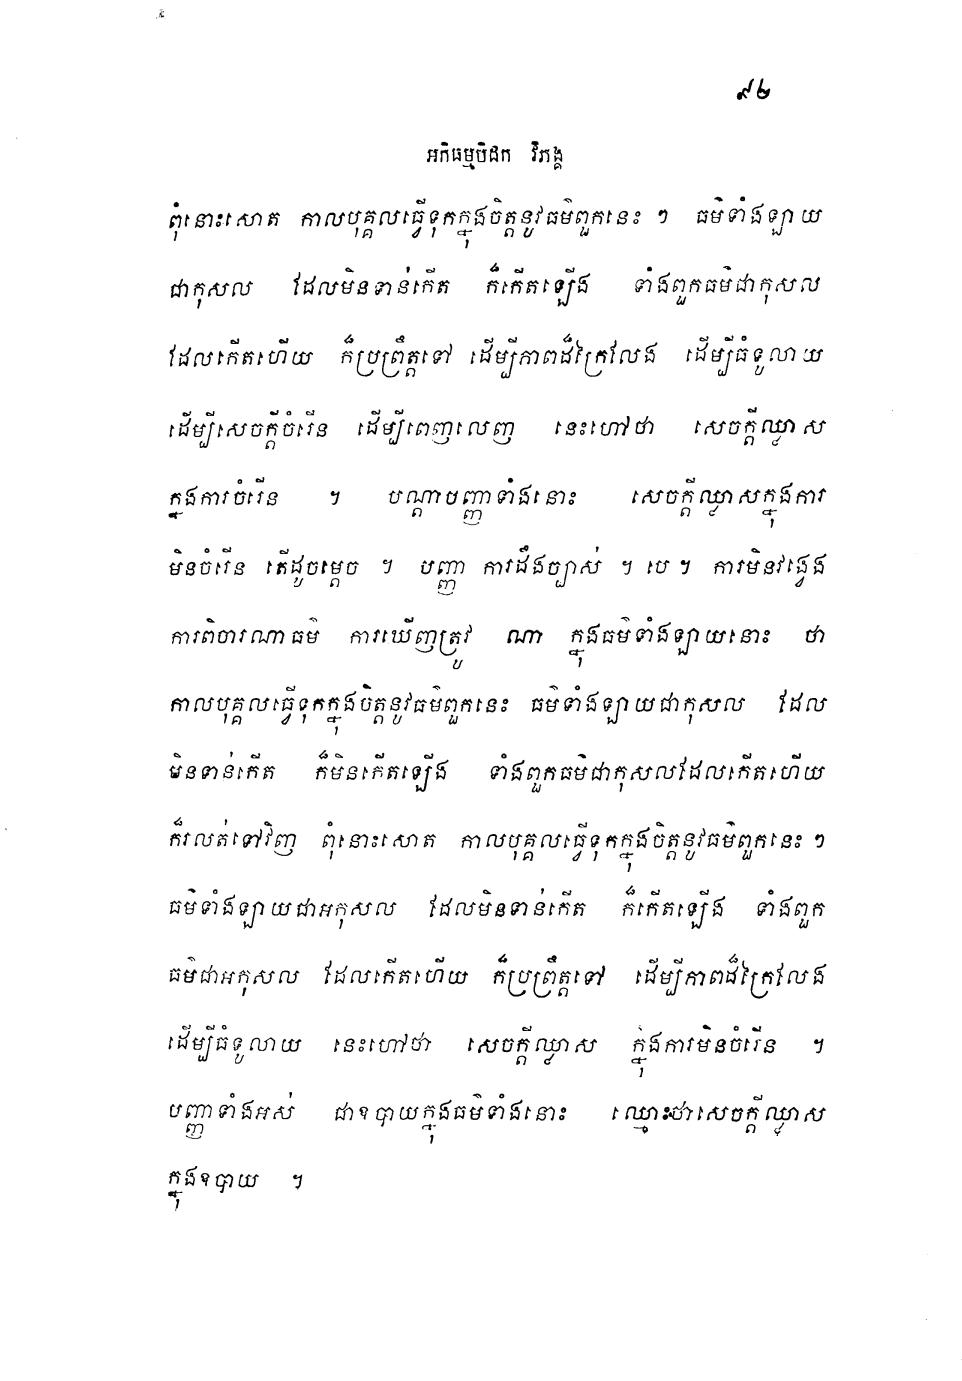 ៩២
អភិធម្មបិដក វិភង្គ
ពុំនោះសោត កាលបុគ្គលធ្វើទុកក្នុងចិត្តនូវធម៌ពួកនេះ ៗ ធម៌ទាំងឡាយ
ជាកុសល ដែលមិនទាន់កើត ក៏កើតឡើង ទាំងពួកធម៌ជាកុសល
ដែលកើតហើយ ក៏ប្រព្រឹត្តទៅ ដើម្បីភាពដ៏ក្រៃលែង ដើម្បីធំទូលាយ
ដើម្បីសេចក្តីចំរើន ដើម្បីពេញលេញ នេះហៅថា សេចក្តីឈ្លាស
ក្នុងការចំរើន ។ បណ្តាបញ្ញាទាំងនោះ សេចក្តីឈ្លាសក្នុងការ
មិនចំរើន តើដូចម្តេច ។ បញ្ញា ការដឹងច្បាស់ ។ បេ ។ ការមិនវង្វេង
ការពិចារណាធម៌ ការឃើញត្រូវ ណា ក្នុងធម៌ទាំងឡាយនោះ ថា
កាលបុគ្គលធ្វើទុកក្នុងចិត្តនូវធម៌ពួកនេះ ធម៌ទាំងឡាយជាកុសល ដែល
មិនទាន់កើត ក៏មិនកើតឡើង ទាំងពួកធម៌ជាកុសលដែលកើតហើយ
ក៏រលត់ទៅវិញ ពុំនោះសោត កាលបុគ្គលធ្វើទុកក្នុងចិត្តនូវធម៌ពួកនេះ ៗ
ធម៌ទាំងឡាយជាអកុសល ដែលមិនទាន់កើត ក៏កើតឡើង ទាំងពួក
ធម៌ជាអកុសល ដែលកើតហើយ ក៏ប្រព្រឹត្តទៅ ដើម្បីភាពដ៏ក្រៃលែង
ដើម្បីធំទូលាយ នេះហៅថា សេចក្តីឈ្លាស ក្នុងការមិនចំរើន ។
បញ្ញាទាំងអស់ ជាឧបាយក្នុងធម៌ទាំងនោះ ឈ្មោះថាសេចក្តីឈ្លាស
ក្នុងឧបាយ ។